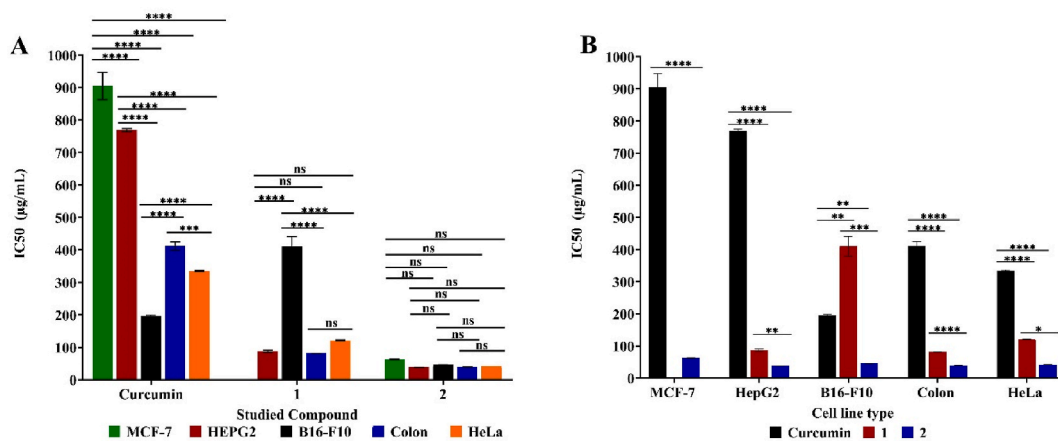 A
****
****
****
****
****
****
****
****
****
***
ns
ns
****
****
****
ns
ns
ns
ns
ns
ns
ns
ns
ns
ns
ns
1000
900
800
700
600
500
400
300
200
100
0
IC50 (µg/mL)
Curcumin 1 2
Studied Compound
MCF-7 HEPG2 B16-F10 Colon HeLa
B
****
****
****
**
**
**
***
****
****
****
****
****
*
1000
900
800
700
600
500
400
300
200
100
0
IC50 (µg/mL)
MCF-7 HepG2 B16-F10 Colon HeLa
Cell line type
Curcumin 1 2